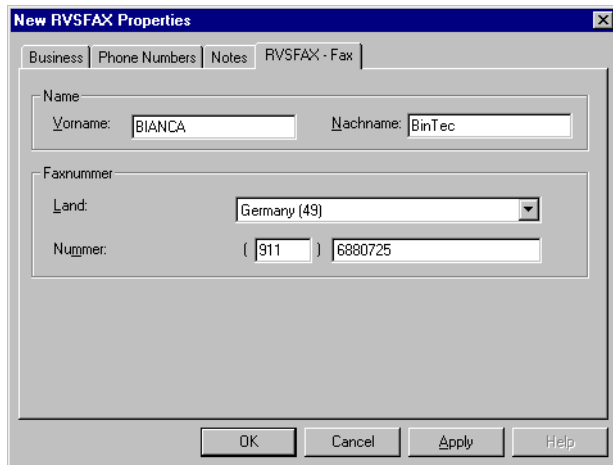 New RVSFAX Properties
Business Phone Numbers Notes RVSFAX - Fax
Name
Vorname: BIANCA Nachname: BinTec
Faxnummer
Land: Germany (49)
Nummer: ( 911 ) 6880725
OK Cancel Apply Help